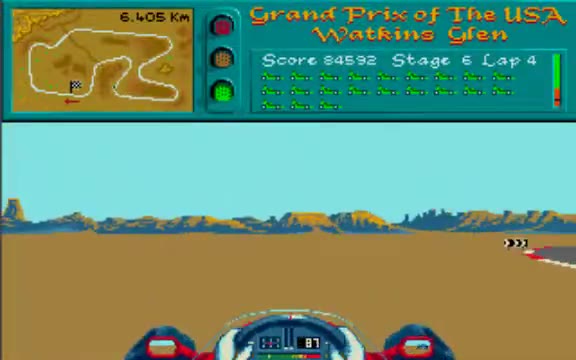 6.405 Km
Grand Prix of The USA
Watkins Glen
Score 84592 Stage 6 Lap 4
87